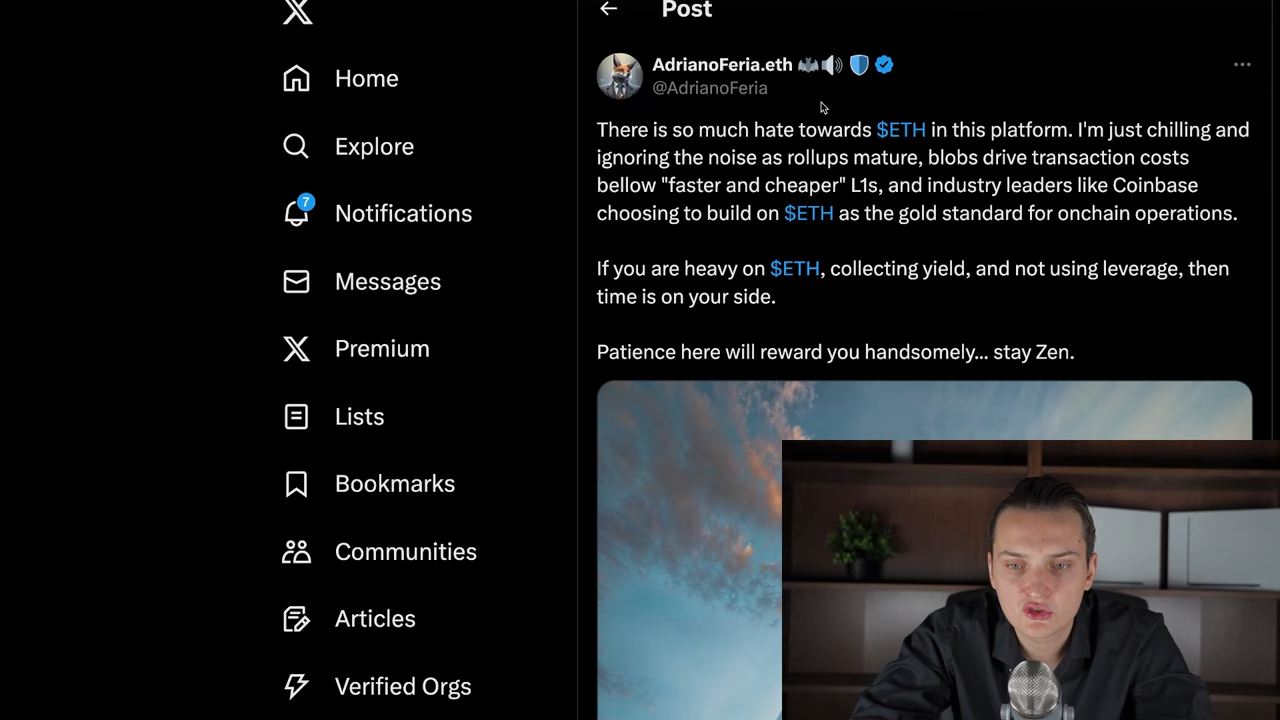 Post
Home
Explore
7
Notifications
Messages
Premium
Lists
Bookmarks
Communities
Articles
Verified Orgs
AdrianoFeria.eth 🦇🔊 🛡️
@AdrianoFeria
There is so much hate towards $ETH in this platform. I'm just chilling and
ignoring the noise as rollups mature, blobs drive transaction costs
bellow "faster and cheaper" L1s, and industry leaders like Coinbase
choosing to build on $ETH as the gold standard for onchain operations.
If you are heavy on $ETH, collecting yield, and not using leverage, then
time is on your side.
Patience here will reward you handsomely... stay Zen.